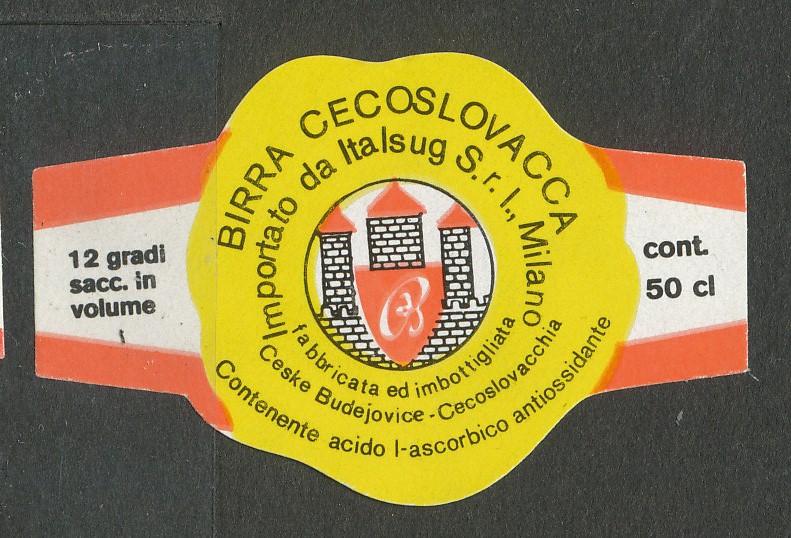 BIRRA CECOSLOVACCA
Importato da Italsug S.r.l., Milano
12 gradi
sacc. in
volume
cont.
50 cl
B
fabbricata ed imbottigliata
Ceske Budejovice - Cecoslovacchia
Contenente acido l-ascorbico antiossidante